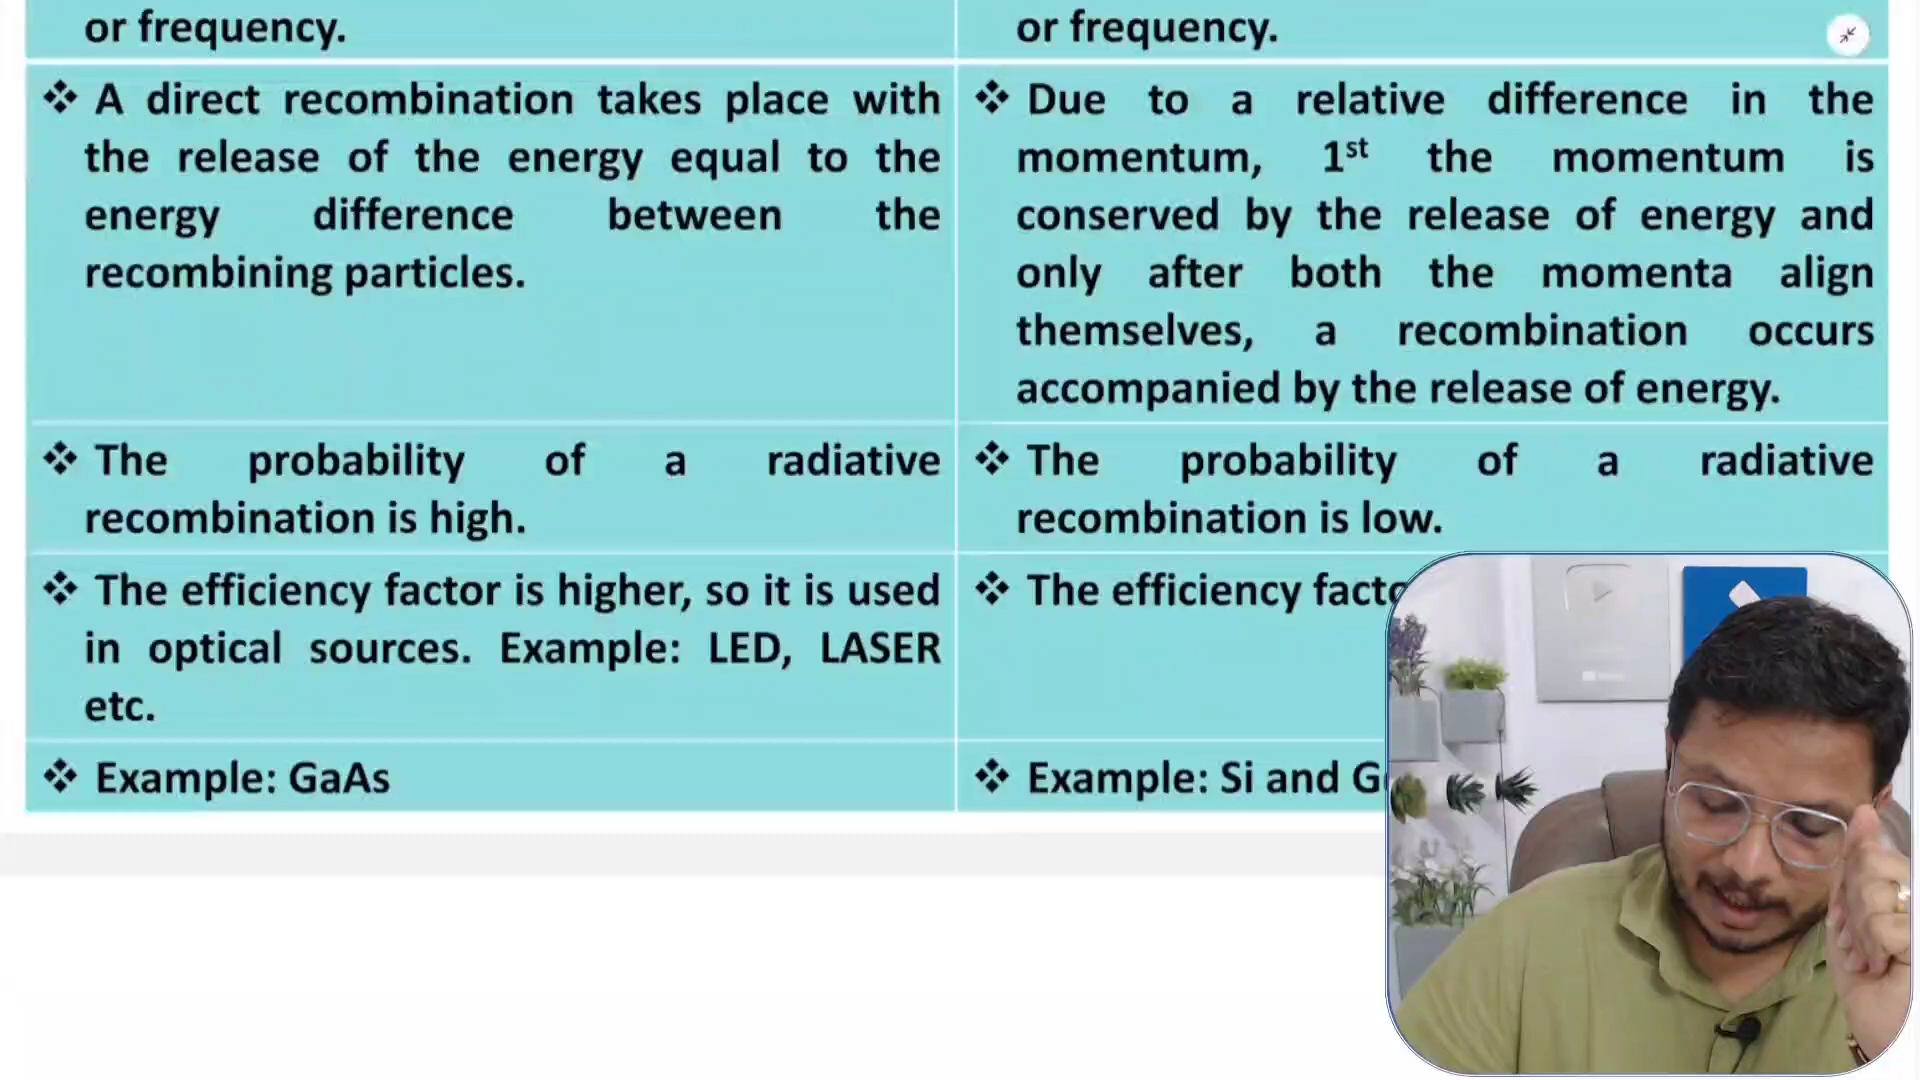 or frequency.
❖ A direct recombination takes place with
the release of the energy equal to the
energy difference between the
recombining particles.
❖ The probability of a radiative
recombination is high.
❖ The efficiency factor is higher, so it is used
in optical sources. Example: LED, LASER
etc.
❖ Example: GaAs
or frequency.
❖ Due to a relative difference in the
momentum, 1st the momentum is
conserved by the release of energy and
only after both the momenta align
themselves, a recombination occurs
accompanied by the release of energy.
❖ The probability of a radiative
recombination is low.
❖ The efficiency
❖ Example: Si and